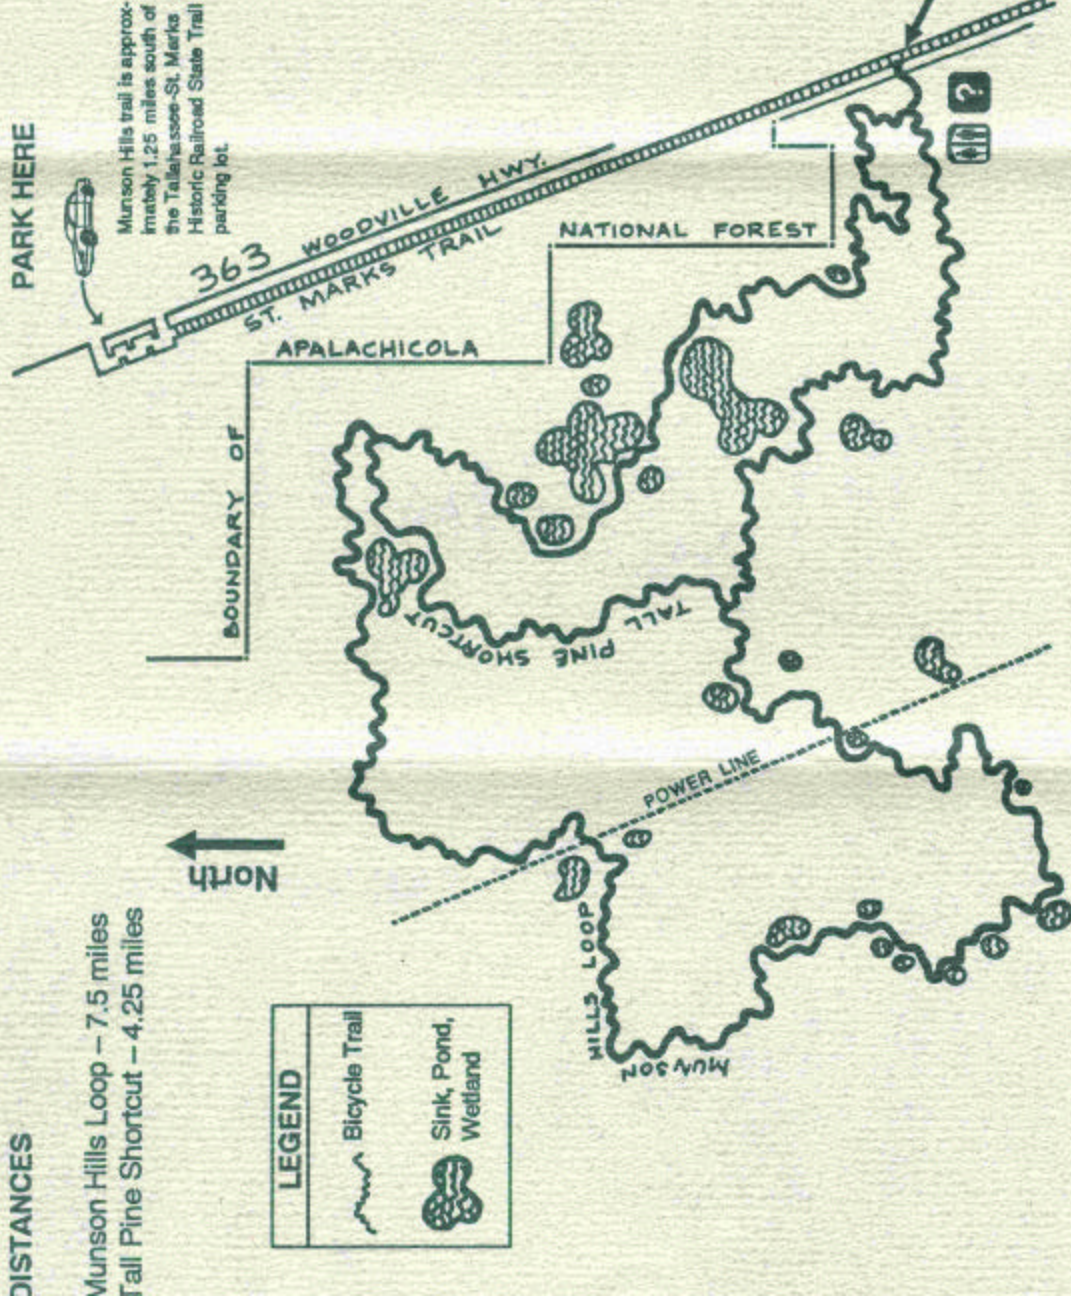 PARK HERE
Munson Hills trail is approx-
imately 1.25 miles south of
the Tallahassee-St. Marks
Historic Railroad State Trail
parking lot.
363 WOODVILLE HWY.
ST. MARKS TRAIL
BOUNDARY OF
APALACHICOLA
NATIONAL FOREST
?
TALL
PINE SHORTCUT
POWER LINE
North
MUNSON
HILLS LOOP
DISTANCES
Munson Hills Loop – 7.5 miles
Tall Pine Shortcut – 4.25 miles
LEGEND
Bicycle Trail
Sink, Pond,
Wetland